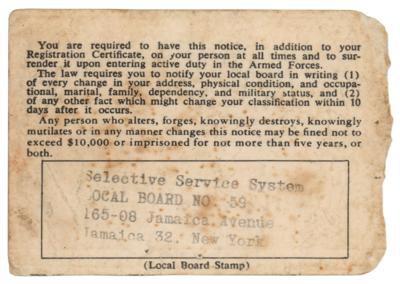 You are required to have this notice, in addition to your
Registration Certificate, on your person at all times and to sur-
render it upon entering active duty in the Armed Forces.
The law requires you to notify your local board in writing (1)
of every change in your address, physical condition, and occupa-
tional, marital, family, dependency, and military status, and (2)
of any other fact which might change your classification within 10
days after it occurs.
Any person who alters, forges, knowingly destroys, knowingly
mutilates or in any manner changes this notice may be fined not to
exceed $10,000 or imprisoned for not more than five years, or
both.
Selective Service System
LOCAL BOARD NO. 59
165-08 Jamaica Avenue
Jamaica 32, New York
(Local Board Stamp)